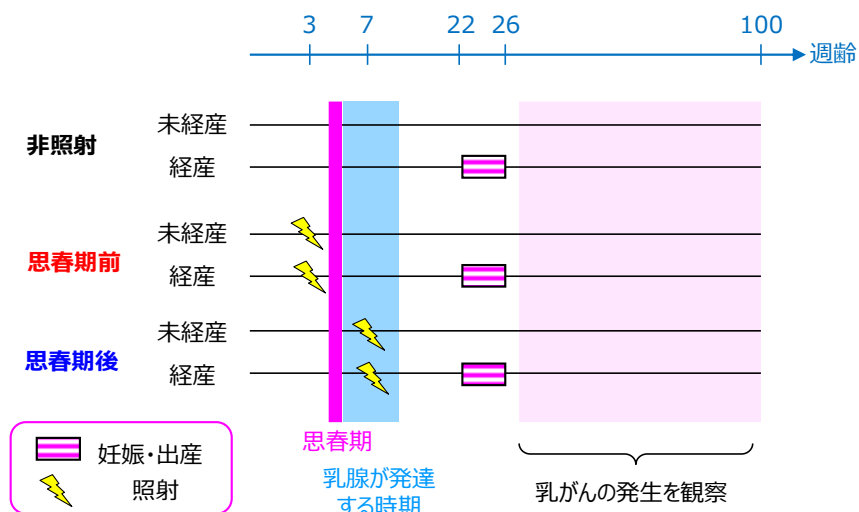 3 7 22 26 100
週齢
非照射
未経産
経産
思春期前
未経産
経産
思春期後
未経産
経産
思春期
乳腺が発達
する時期
乳がんの発生を観察
妊娠・出産
照射